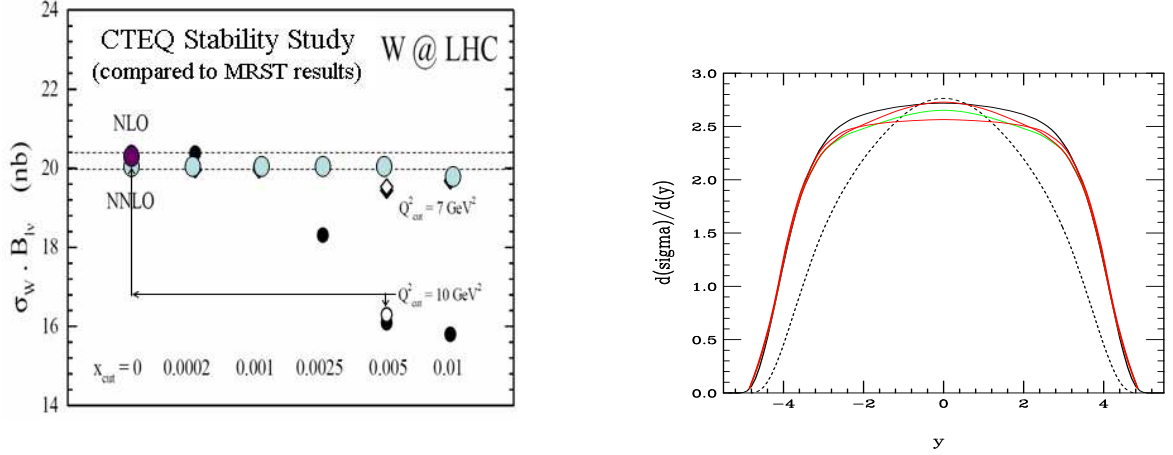 24
CTEQ Stability Study
W @ LHC
(compared to MRST results)
22
NLO
20
NNLO
Q²cut = 7 GeV²
18
Q²cut = 10 GeV²
16
xcut = 0 0.0002 0.001 0.0025 0.005 0.01
14
σW · Blν (nb)
3.0
2.5
2.0
1.5
1.0
0.5
0.0
−4 −2 0 2 4
y
d(sigma)/d(y)